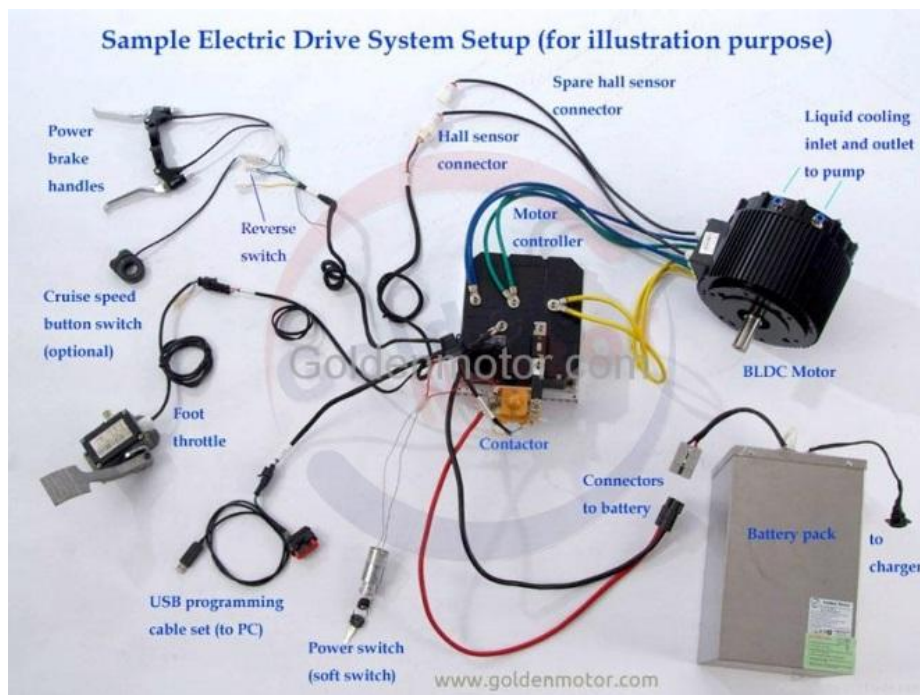 Sample Electric Drive System Setup (for illustration purpose)
Spare hall sensor
connector
Liquid cooling
inlet and outlet
to pump
Power
brake
handles
Hall sensor
connector
Reverse
switch
Motor
controller
Cruise speed
button switch
(optional)
Goldenmotor.com
BLDC Motor
Foot
throttle
Contactor
Connectors
to battery
Battery pack
to
charger
USB programming
cable set (to PC)
Power switch
(soft switch)
www.goldenmotor.com